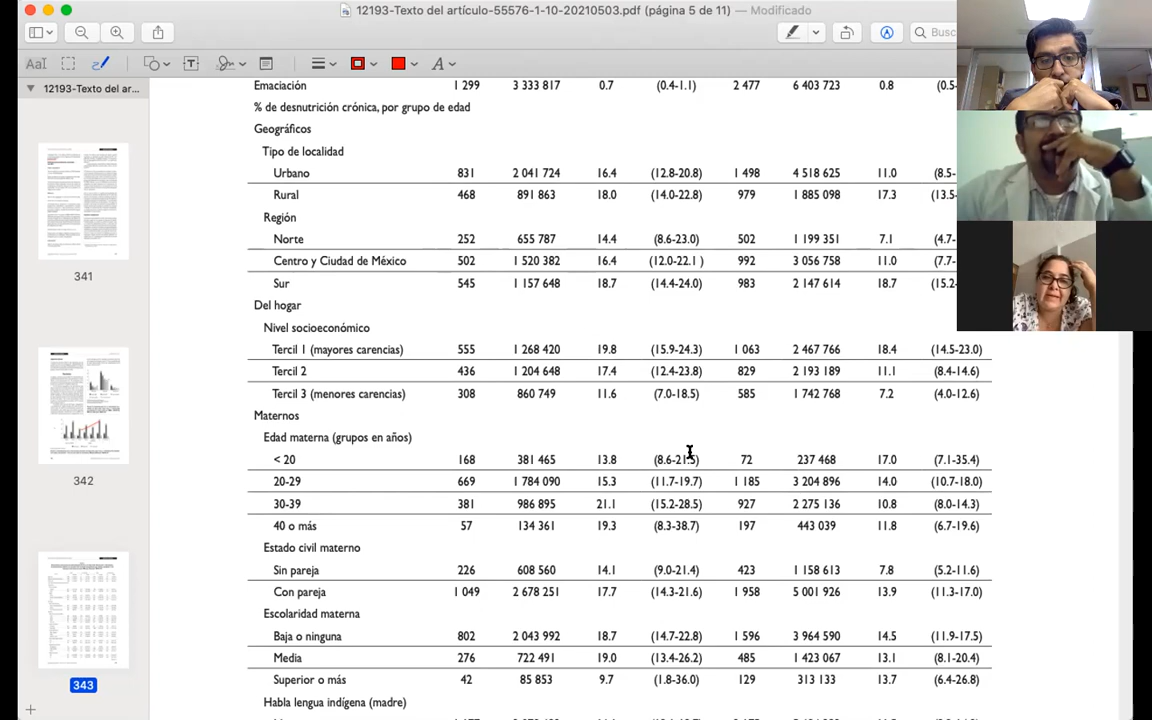 12193-Texto del artículo-55576-1-10-20210503.pdf (página 5 de 11) — Modificado
Busc
AaI
12193-Texto del ar...
341
342
343
Emaciación 1 299 3 333 817 0.7 (0.4-1.1) 2 477 6 403 723 0.8 (0.5-
% de desnutrición crónica, por grupo de edad
Geográficos
Tipo de localidad
Urbano 831 2 041 724 16.4 (12.8-20.8) 1 498 4 518 625 11.0 (8.5-
Rural 468 891 863 18.0 (14.0-22.8) 979 1 885 098 17.3 (13.5-
Región
Norte 252 655 787 14.4 (8.6-23.0) 502 1 199 351 7.1 (4.7-
Centro y Ciudad de México 502 1 520 382 16.4 (12.0-22.1 ) 992 3 056 758 11.0 (7.7-
Sur 545 1 157 648 18.7 (14.4-24.0) 983 2 147 614 18.7 (15.2-
Del hogar
Nivel socioeconómico
Tercil 1 (mayores carencias) 555 1 268 420 19.8 (15.9-24.3) 1 063 2 467 766 18.4 (14.5-23.0)
Tercil 2 436 1 204 648 17.4 (12.4-23.8) 829 2 193 189 11.1 (8.4-14.6)
Tercil 3 (menores carencias) 308 860 749 11.6 (7.0-18.5) 585 1 742 768 7.2 (4.0-12.6)
Maternos
Edad materna (grupos en años)
< 20 168 381 465 13.8 (8.6-21.5) 72 237 468 17.0 (7.1-35.4)
20-29 669 1 784 090 15.3 (11.7-19.7) 1 185 3 204 896 14.0 (10.7-18.0)
30-39 381 986 895 21.1 (15.2-28.5) 927 2 275 136 10.8 (8.0-14.3)
40 o más 57 134 361 19.3 (8.3-38.7) 197 443 039 11.8 (6.7-19.6)
Estado civil materno
Sin pareja 226 608 560 14.1 (9.0-21.4) 423 1 158 613 7.8 (5.2-11.6)
Con pareja 1 049 2 678 251 17.7 (14.3-21.6) 1 958 5 001 926 13.9 (11.3-17.0)
Escolaridad materna
Baja o ninguna 802 2 043 992 18.7 (14.7-22.8) 1 596 3 964 590 14.5 (11.9-17.5)
Media 276 722 491 19.0 (13.4-26.2) 485 1 423 067 13.1 (8.1-20.4)
Superior o más 42 85 853 9.7 (1.8-36.0) 129 313 133 13.7 (6.4-26.8)
Habla lengua indígena (madre)